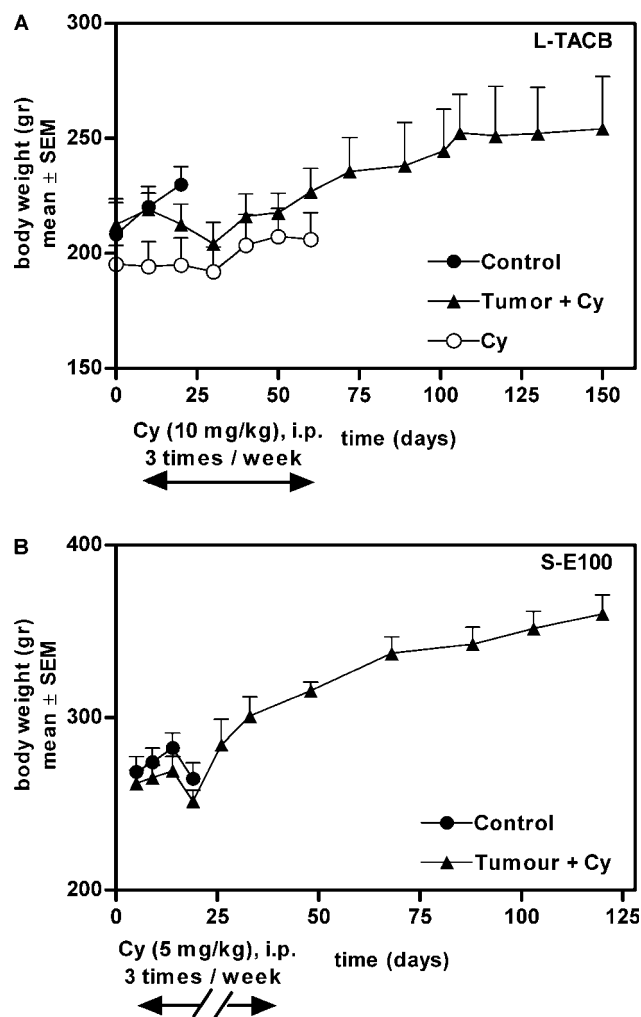 A
L-TACB
300
250
200
150
body weight (gr)
mean ± SEM
Control
Tumor + Cy
Cy
0 25 50 75 100 125 150
Cy (10 mg/kg), i.p.
3 times / week
time (days)
B
S-E100
400
300
200
body weight (gr)
mean ± SEM
Control
Tumour + Cy
0 25 50 75 100 125
Cy (5 mg/kg), i.p.
3 times / week
time (days)